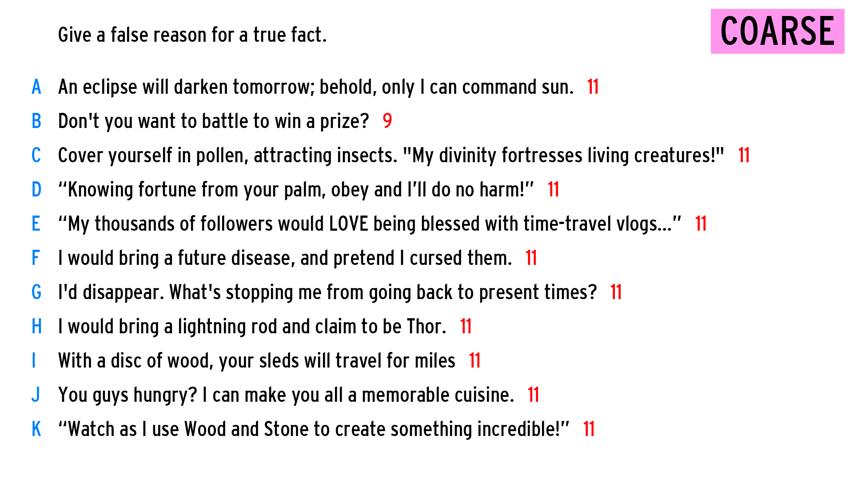 Give a false reason for a true fact.
COARSE
A An eclipse will darken tomorrow; behold, only I can command sun. 11
B Don't you want to battle to win a prize? 9
C Cover yourself in pollen, attracting insects. "My divinity fortresses living creatures!" 11
D “Knowing fortune from your palm, obey and I’ll do no harm!” 11
E “My thousands of followers would LOVE being blessed with time-travel vlogs...” 11
F I would bring a future disease, and pretend I cursed them. 11
G I'd disappear. What's stopping me from going back to present times? 11
H I would bring a lightning rod and claim to be Thor. 11
I With a disc of wood, your sleds will travel for miles 11
J You guys hungry? I can make you all a memorable cuisine. 11
K “Watch as I use Wood and Stone to create something incredible!” 11